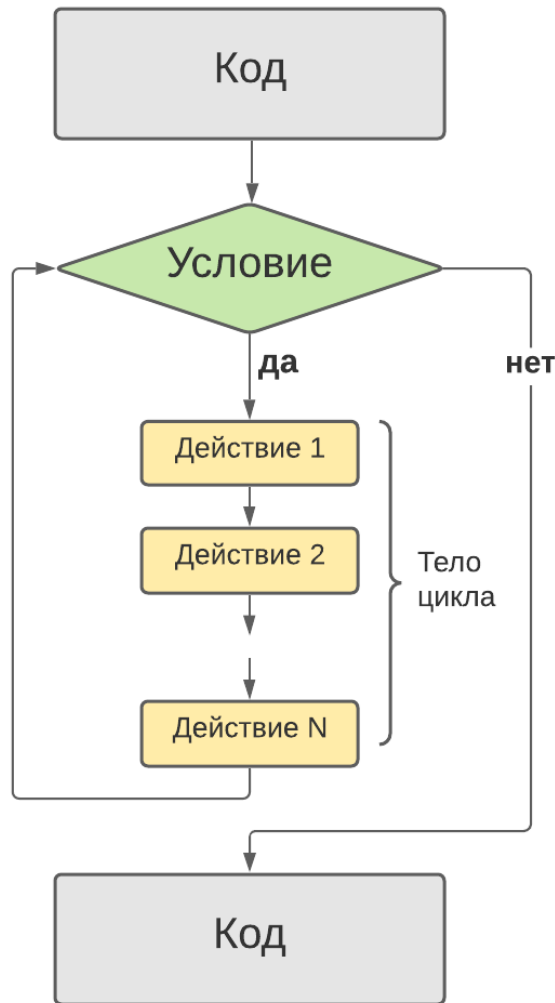 Код
Условие
да
нет
Действие 1
Действие 2
Тело
цикла
Действие N
Код